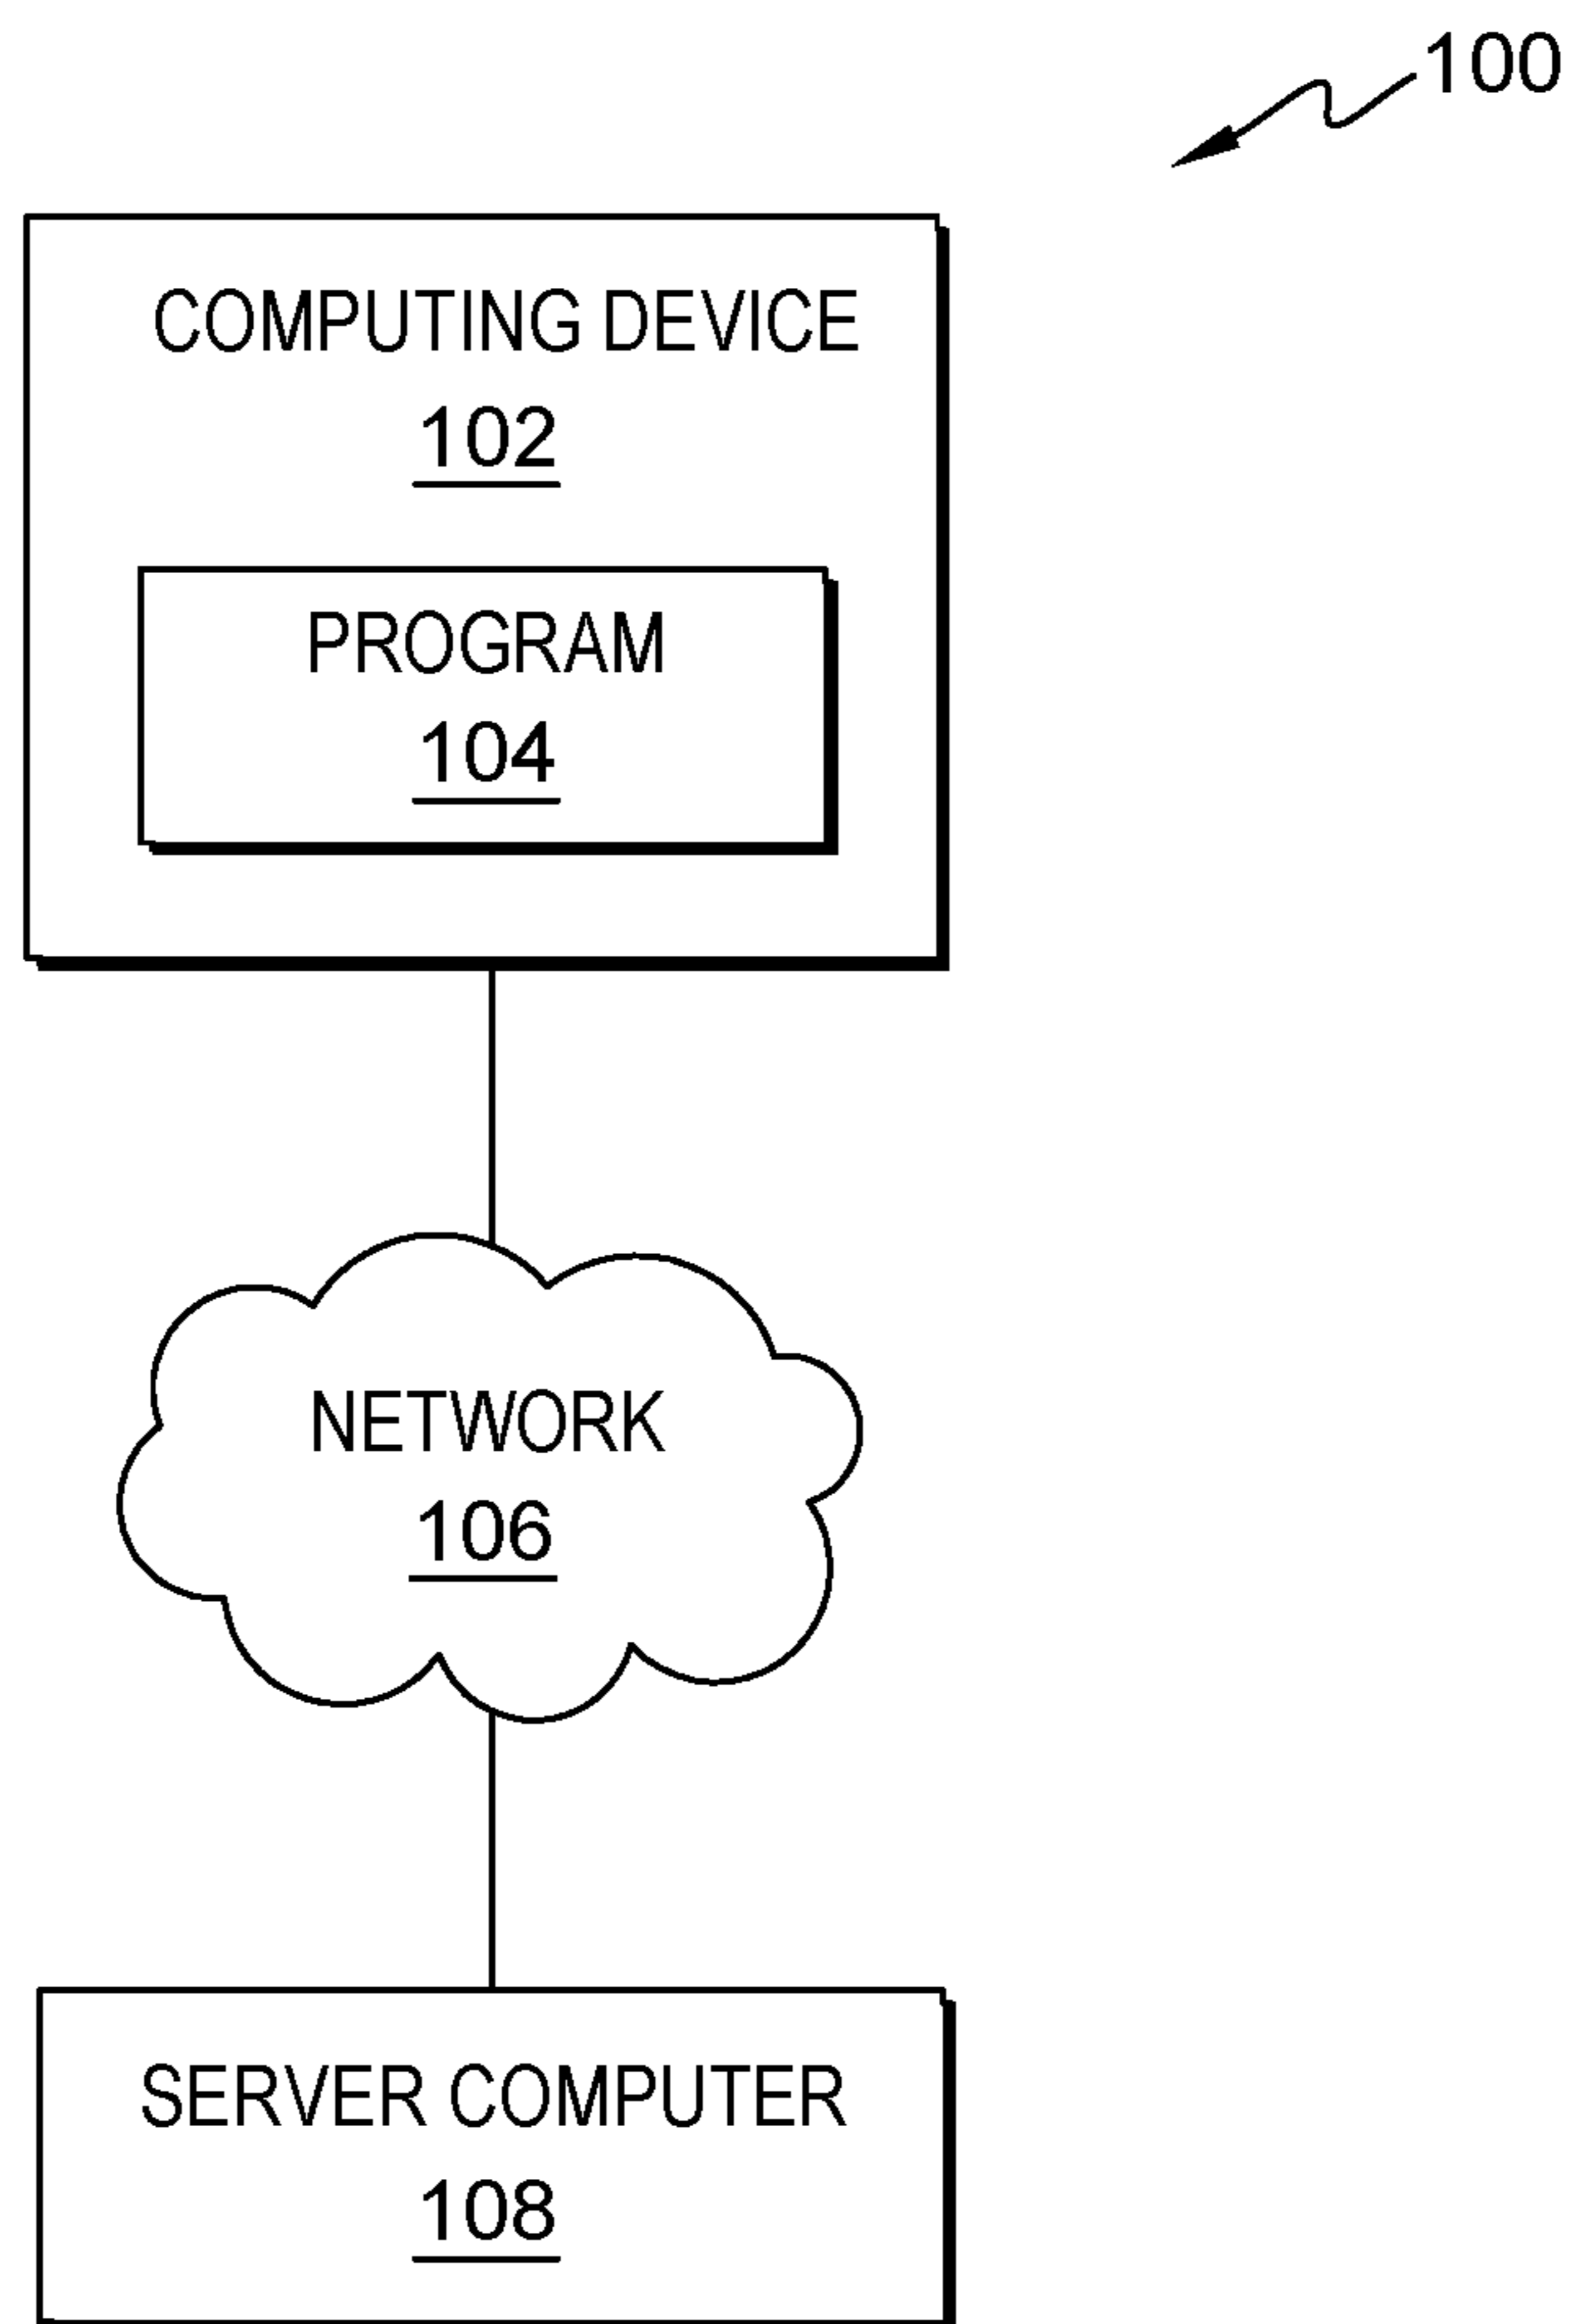 100
COMPUTING DEVICE
102
PROGRAM
104
NETWORK
106
SERVER COMPUTER
108